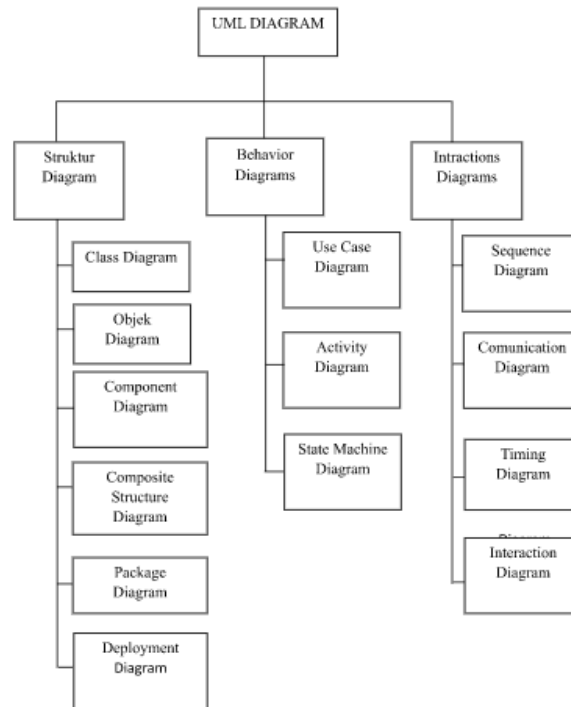 UML DIAGRAM
Struktur
Diagram
Class Diagram
Objek
Diagram
Component
Diagram
Composite
Structure
Diagram
Package
Diagram
Deployment
Diagram
Behavior
Diagrams
Use Case
Diagram
Activity
Diagram
State Machine
Diagram
Intractions
Diagrams
Sequence
Diagram
Comunication
Diagram
Timing
Diagram
Diagram
Interaction
Diagram